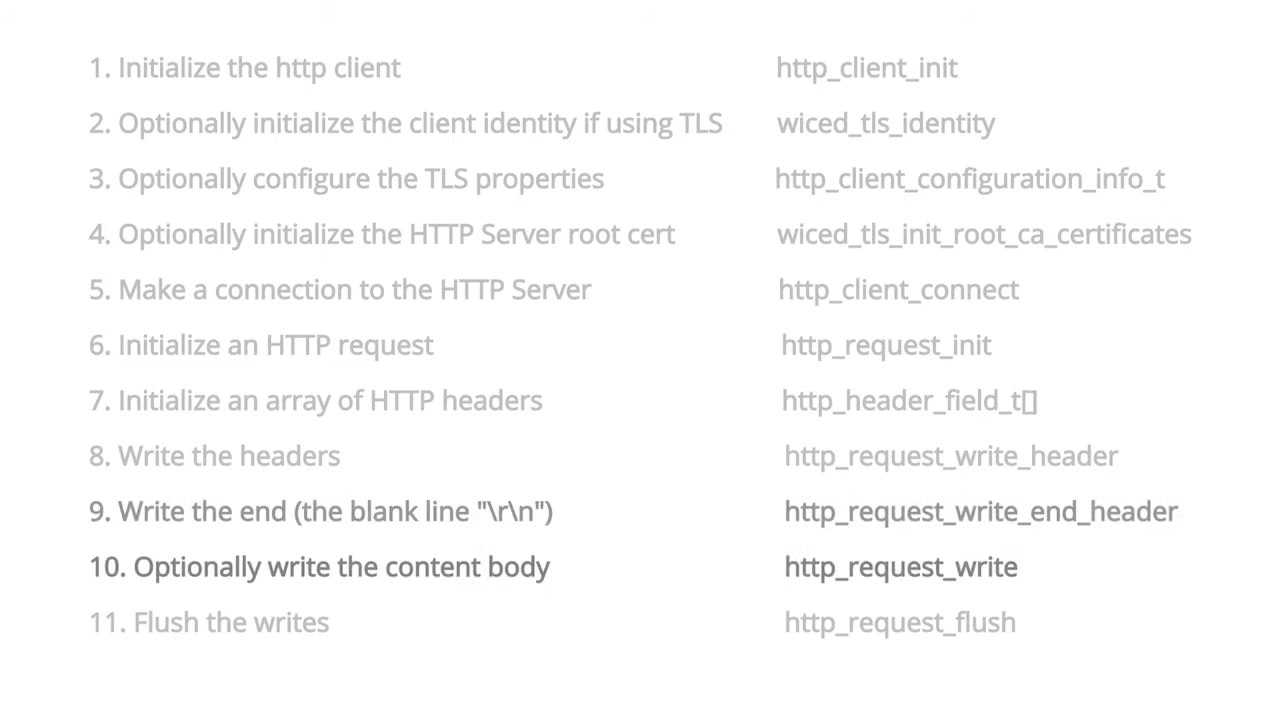 1. Initialize the http client http_client_init
2. Optionally initialize the client identity if using TLS wiced_tls_identity
3. Optionally configure the TLS properties http_client_configuration_info_t
4. Optionally initialize the HTTP Server root cert wiced_tls_init_root_ca_certificates
5. Make a connection to the HTTP Server http_client_connect
6. Initialize an HTTP request http_request_init
7. Initialize an array of HTTP headers http_header_field_t[]
8. Write the headers http_request_write_header
9. Write the end (the blank line "\r\n") http_request_write_end_header
10. Optionally write the content body http_request_write
11. Flush the writes http_request_flush